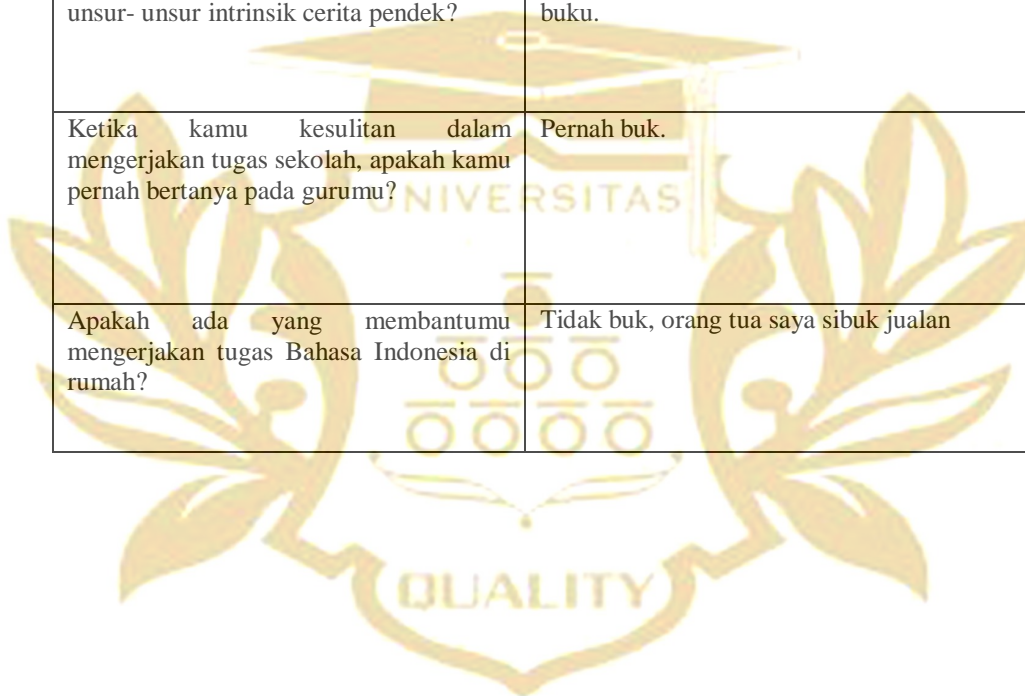 unsur- unsur intrinsik cerita pendek?
buku.
Ketika kamu kesulitan dalam
mengerjakan tugas sekolah, apakah kamu
pernah bertanya pada gurumu?
Pernah buk.
Apakah ada yang membantumu
mengerjakan tugas Bahasa Indonesia di
rumah?
Tidak buk, orang tua saya sibuk jualan
UNIVERSITAS
QUALITY